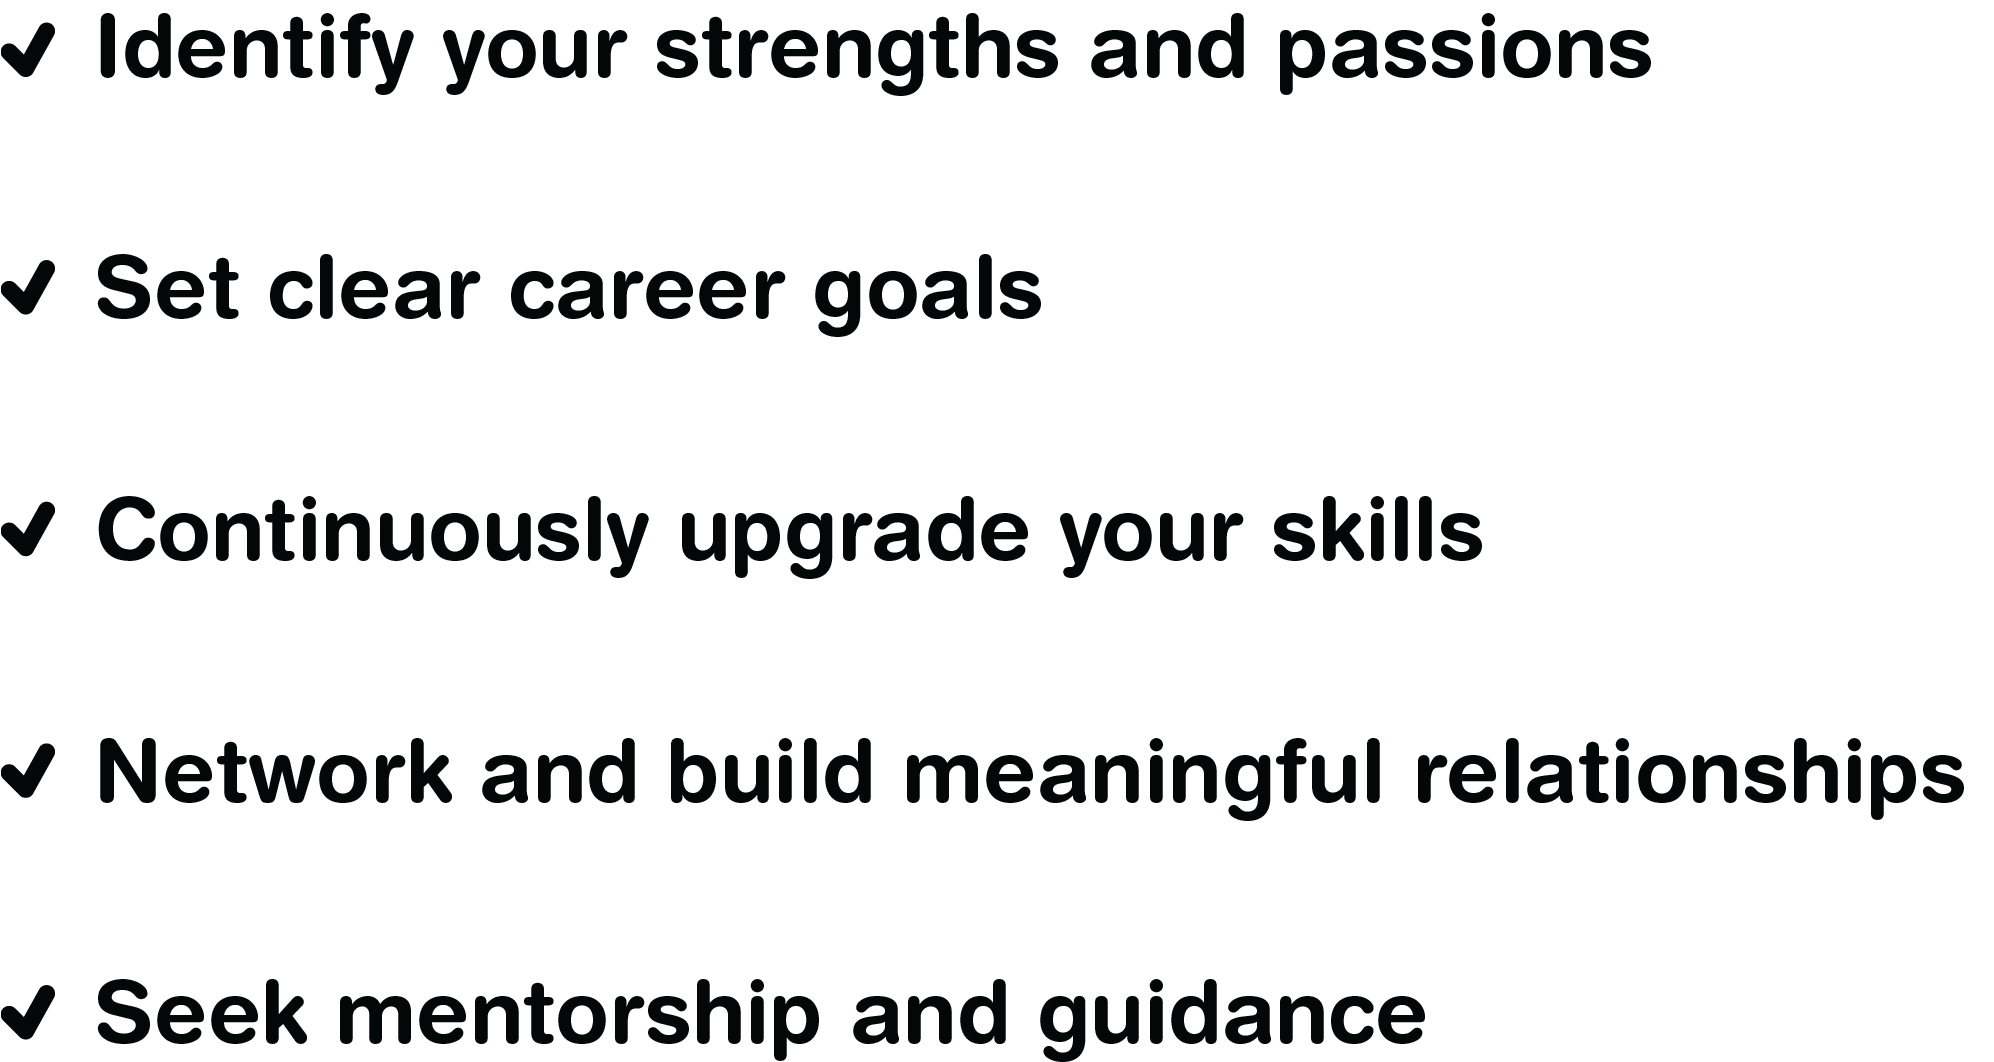 ✔ Identify your strengths and passions
✔ Set clear career goals
✔ Continuously upgrade your skills
✔ Network and build meaningful relationships
✔ Seek mentorship and guidance